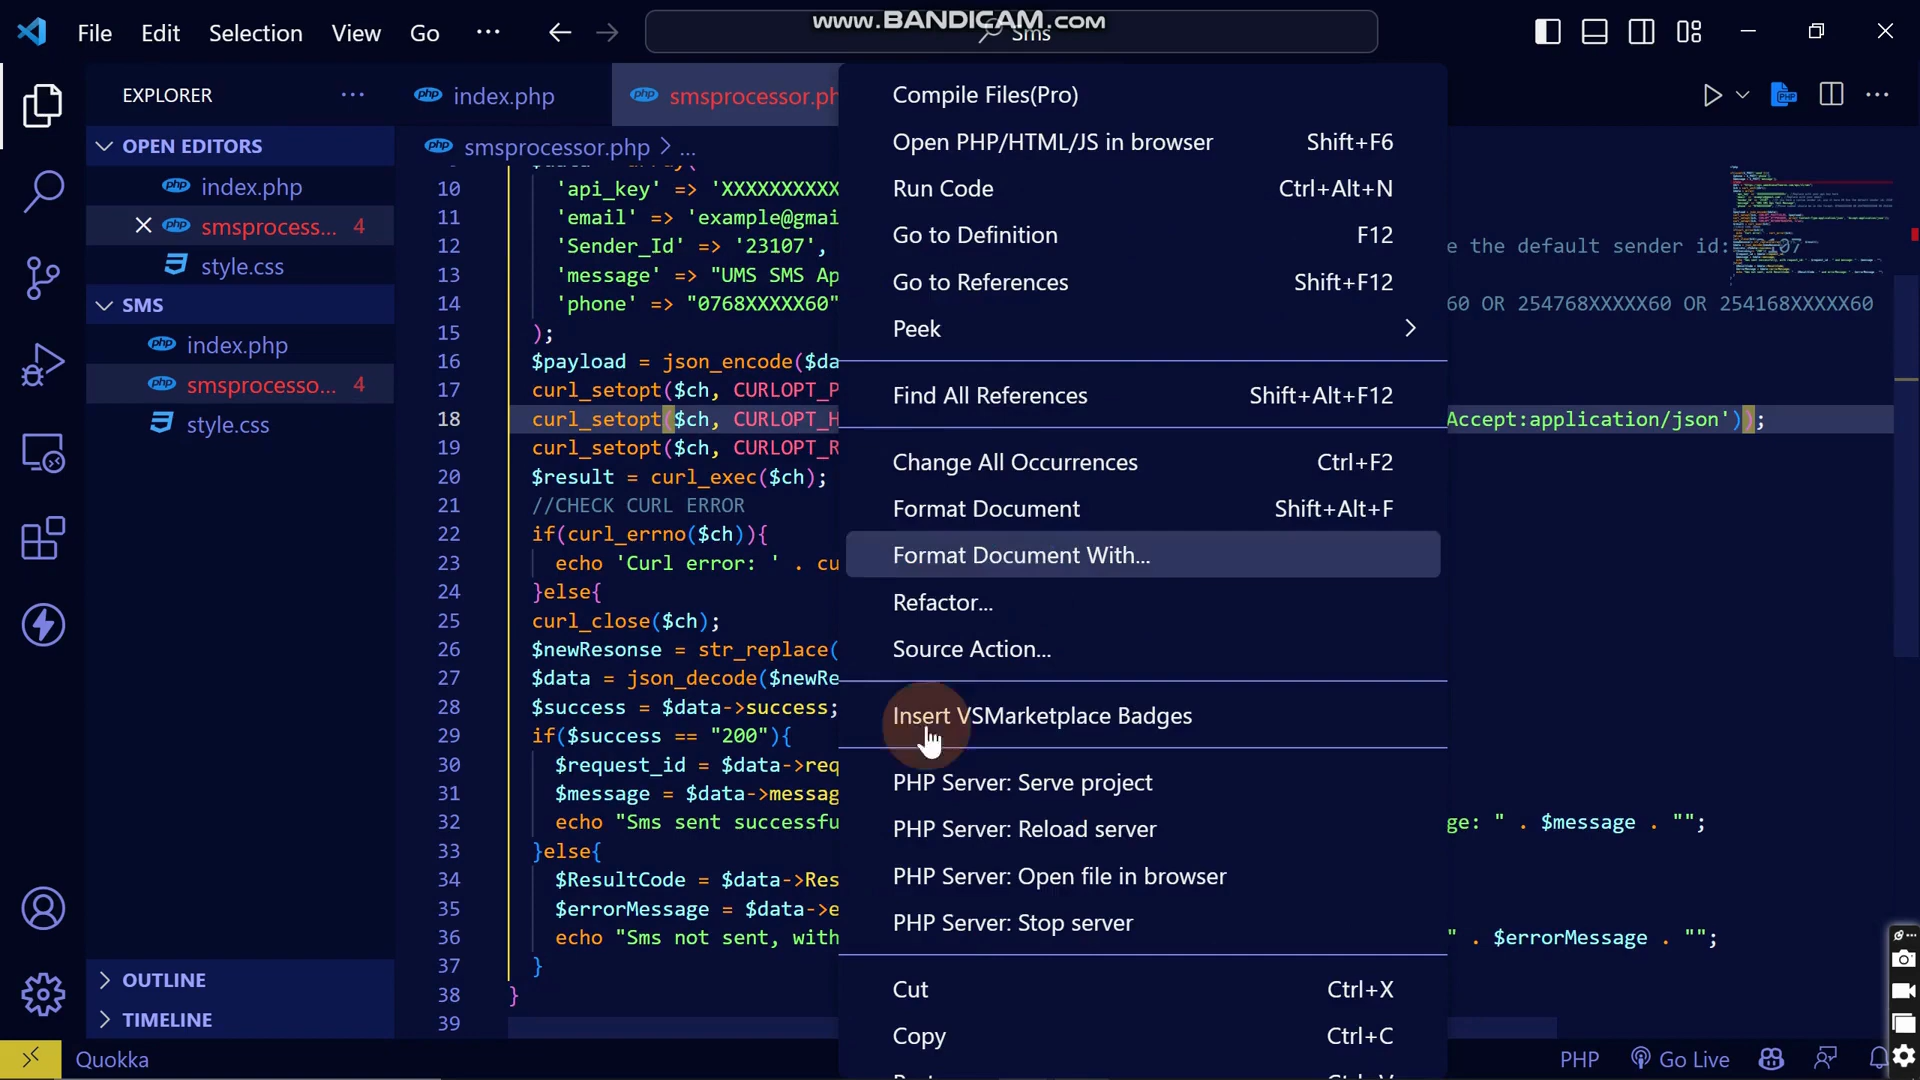 www.BANDICAM.com
File Edit Selection View Go ... Sms
EXPLORER ...
OPEN EDITORS
index.php
smsprocess... 4
style.css
SMS
index.php
smsprocesso... 4
style.css
OUTLINE
TIMELINE
index.php
smsprocessor.ph
smsprocessor.php > ...
10 'api_key' => 'XXXXXXXXXX
11 'email' => 'example@gmai
12 'Sender_Id' => '23107', e the default sender id:
13 'message' => "UMS SMS Ap
14 'phone' => "0768XXXXX60" 60 OR 254768XXXXX60 OR 254168XXXXX60
15 );
16 $payload = json_encode($da
17 curl_setopt($ch, CURLOPT_P
18 curl_setopt($ch, CURLOPT_H Accept:application/json'));
19 curl_setopt($ch, CURLOPT_R
20 $result = curl_exec($ch);
21 //CHECK CURL ERROR
22 if(curl_errno($ch)){
23 echo 'Curl error: ' . cu
24 }else{
25 curl_close($ch);
26 $newResonse = str_replace(
27 $data = json_decode($newRe
28 $success = $data->success;
29 if($success == "200"){
30 $request_id = $data->req
31 $message = $data->messag
32 echo "Sms sent successfu ge: " . $message . "";
33 }else{
34 $ResultCode = $data->Res
35 $errorMessage = $data->e
36 echo "Sms not sent, with " . $errorMessage . "";
37 }
38 }
39
Compile Files(Pro)
Open PHP/HTML/JS in browser Shift+F6
Run Code Ctrl+Alt+N
Go to Definition F12
Go to References Shift+F12
Peek
Find All References Shift+Alt+F12
Change All Occurrences Ctrl+F2
Format Document Shift+Alt+F
Format Document With...
Refactor...
Source Action...
Insert VSMarketplace Badges
PHP Server: Serve project
PHP Server: Reload server
PHP Server: Open file in browser
PHP Server: Stop server
Cut Ctrl+X
Copy Ctrl+C
Quokka PHP Go Live